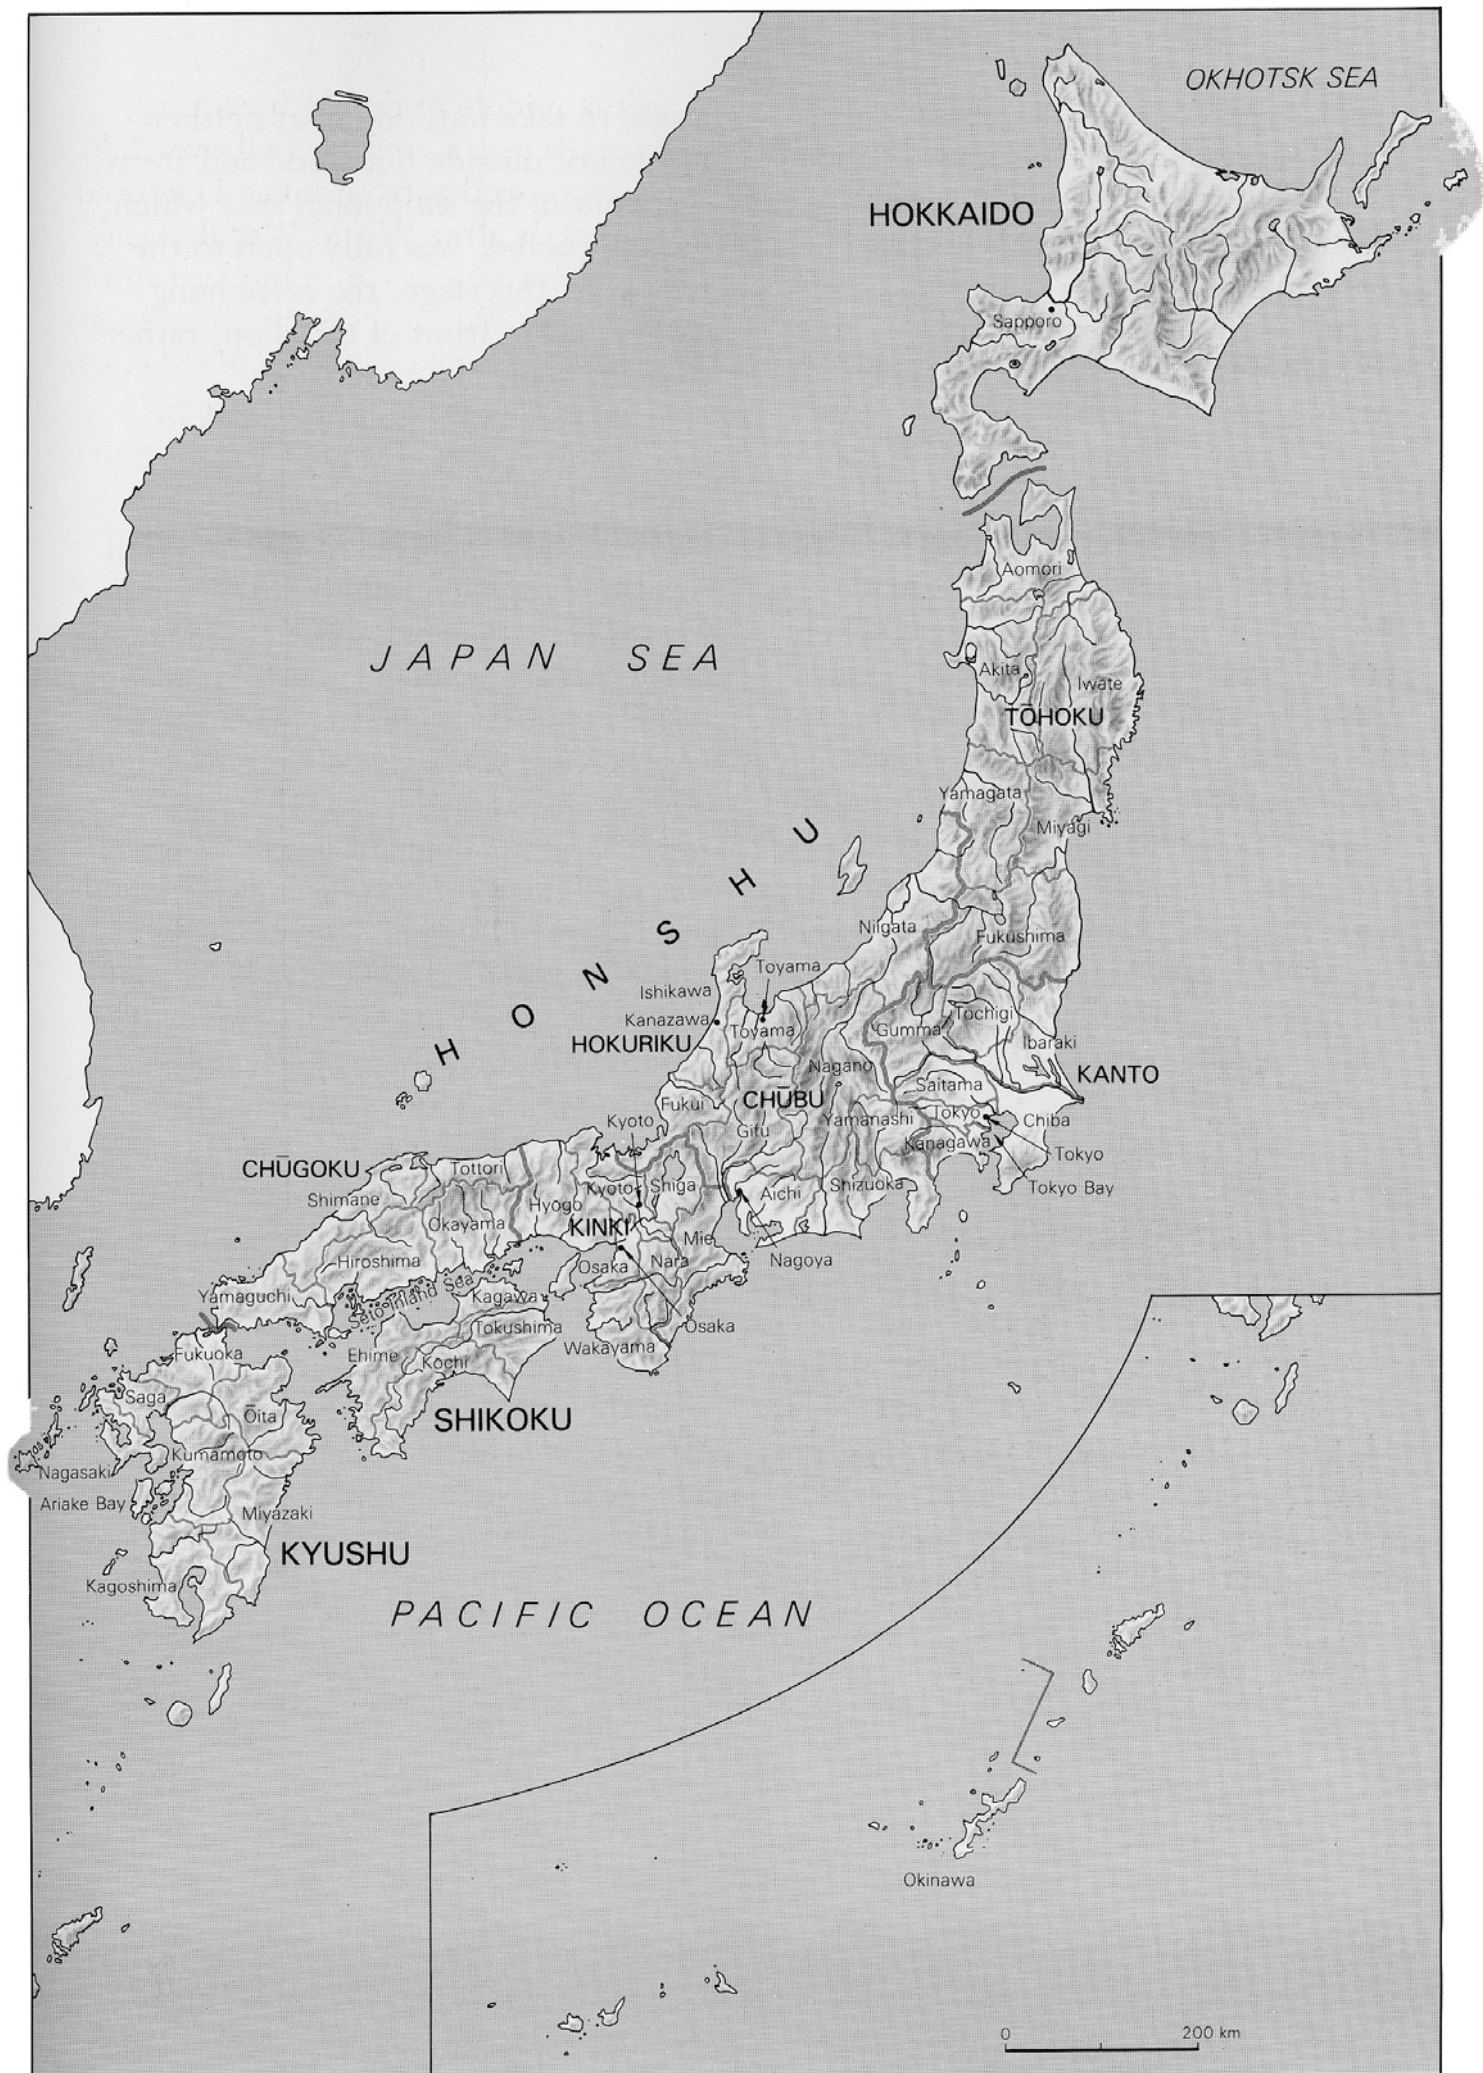 OKHOTSK SEA
HOKKAIDO
Sapporo
Aomori
JAPAN SEA
Akita
Iwate
TŌHOKU
Yamagata
Miyagi
HONSHU
Niigata
Fukushima
Toyama
Ishikawa
Kanazawa
Toyama
Gumma
Tochigi
HOKURIKU
Ibaraki
Nagano
KANTO
Saitama
CHŪBU
Fukui
Kyoto
Gifu
Yamanashi
Tokyo
Chiba
Kanagawa
Tokyo
CHŪGOKU
Tottori
Shimane
Kyoto
Shiga
Aichi
Shizuoka
Tokyo Bay
Hyogo
Okayama
KINKI
Mie
Hiroshima
Osaka
Nara
Nagoya
Yamaguchi
Seto Inland Sea
Kagawa
Tokushima
Osaka
Fukuoka
Ehime
Kochi
Wakayama
Saga
Ōita
SHIKOKU
Kumamoto
Nagasaki
Ariake Bay
Miyazaki
KYUSHU
Kagoshima
PACIFIC OCEAN
Okinawa
0 200 km